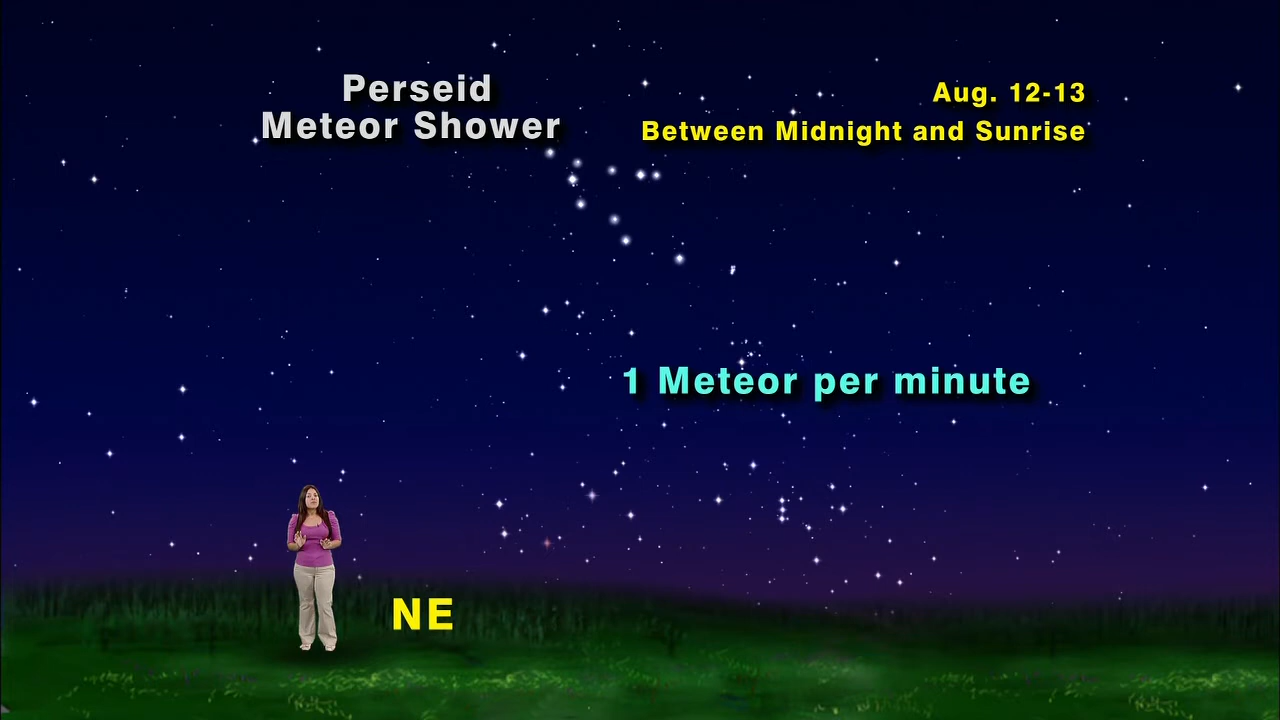 Perseid
Meteor Shower
Aug. 12-13
Between Midnight and Sunrise
1 Meteor per minute
NE